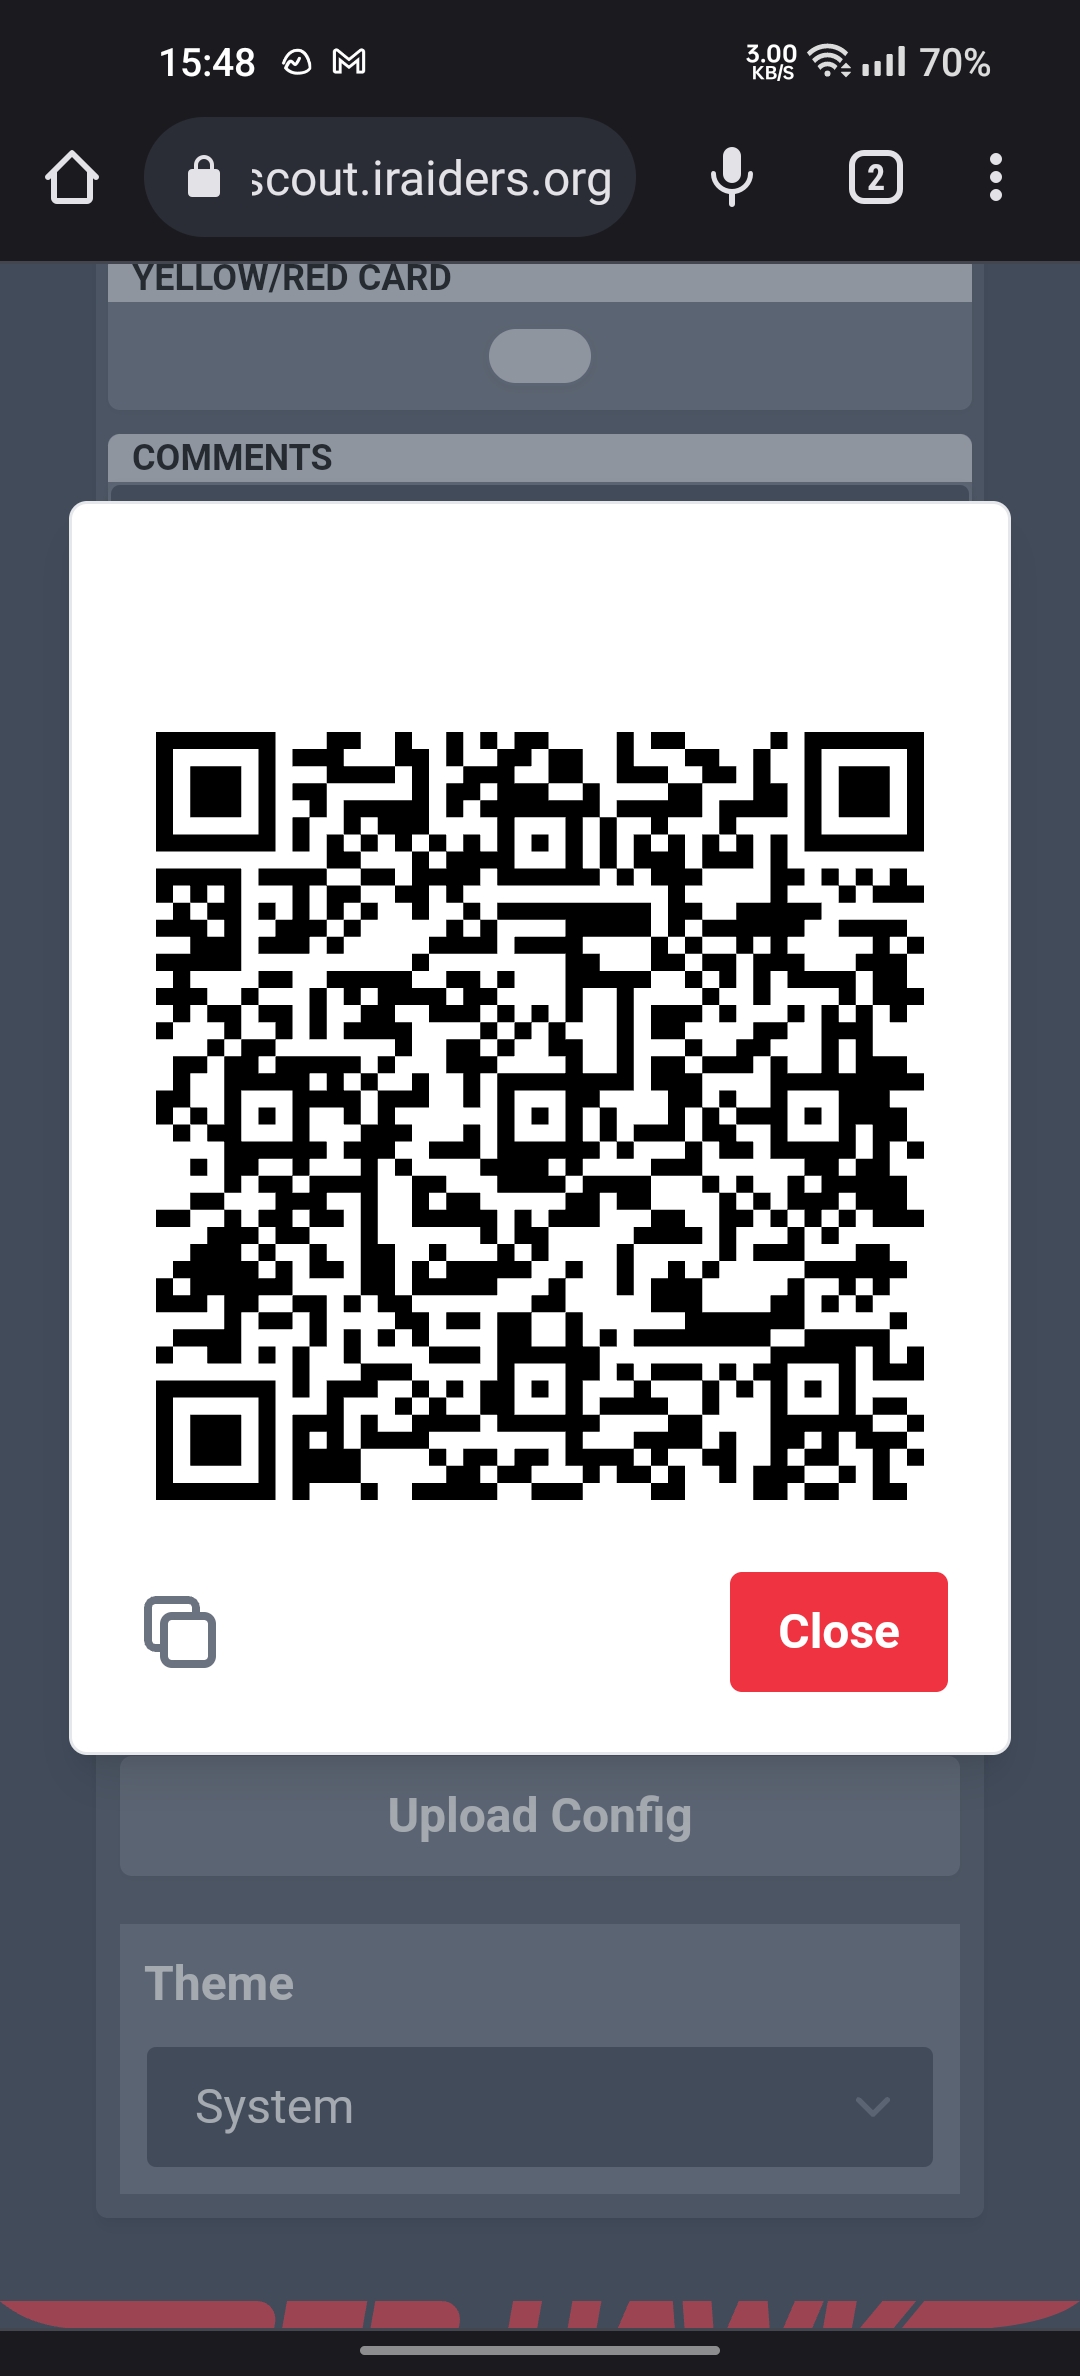 15:48
3.00
KB/S
70%
scout.iraiders.org
2
YELLOW/RED CARD
COMMENTS
Close
Upload Config
Theme
System